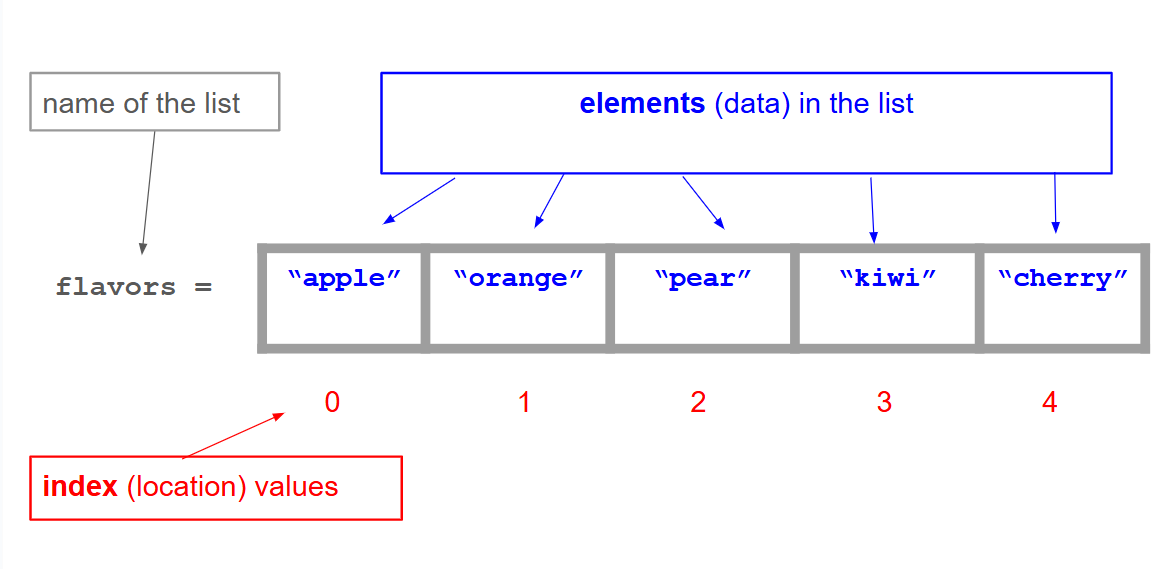 name of the list
elements (data) in the list
flavors = “apple” “orange” “pear” “kiwi” “cherry”
0 1 2 3 4
index (location) values